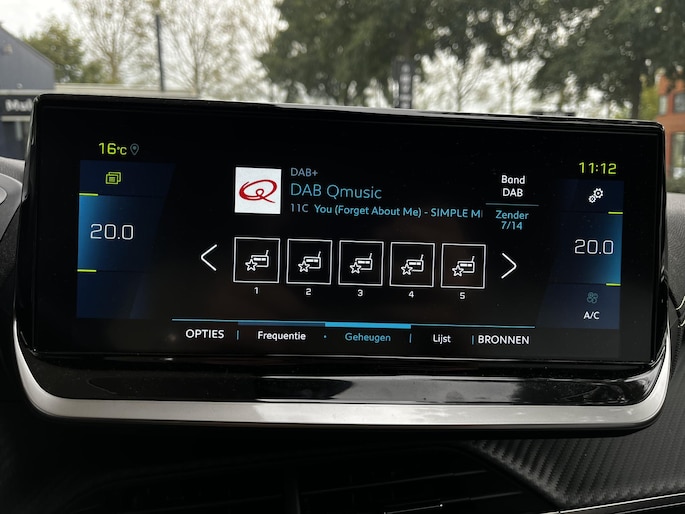 16°C
11:12
DAB+
DAB Qmusic
11C You (Forget About Me) - SIMPLE MI
Band
DAB
Zender
7/14
20.0
20.0
1 2 3 4 5
A/C
OPTIES Frequentie Geheugen Lijst BRONNEN